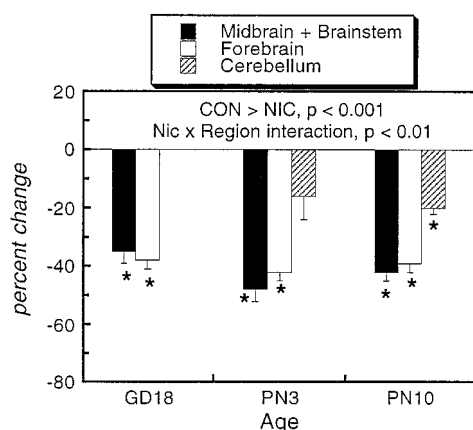 Midbrain + Brainstem
Forebrain
Cerebellum
CON > NIC, p < 0.001
Nic x Region interaction, p < 0.01
20
0
-20
-40
-60
-80
percent change
* * * * * * *
GD18 PN3 PN10
Age